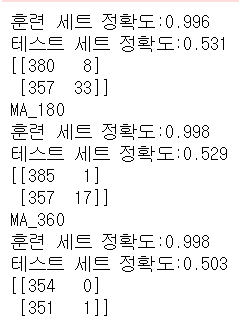 훈련 세트 정확도:0.996
테스트 세트 정확도:0.531
[[380   8]
 [357  33]]
MA_180
훈련 세트 정확도:0.998
테스트 세트 정확도:0.529
[[385   1]
 [357  17]]
MA_360
훈련 세트 정확도:0.998
테스트 세트 정확도:0.503
[[354   0]
 [351   1]]